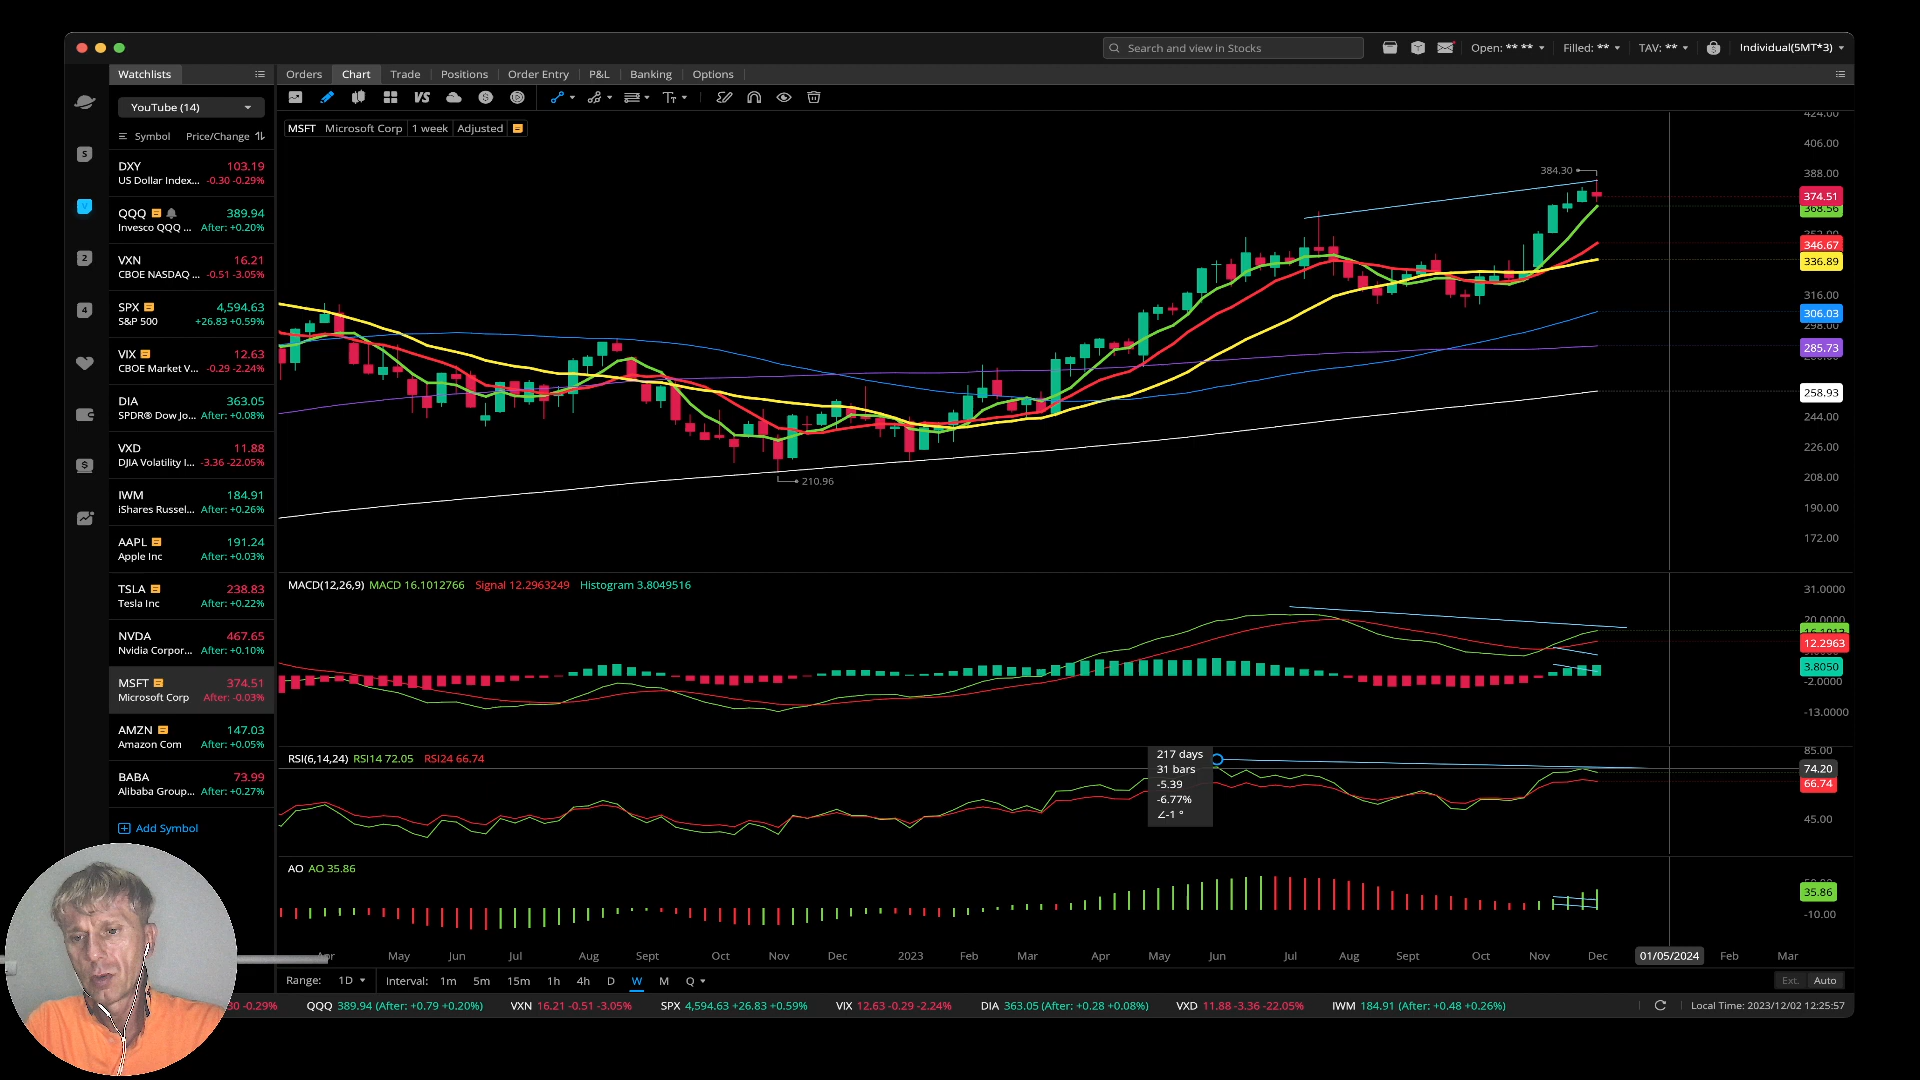 Search and view in Stocks
Open: ** **
Filled: **
TAV: **
Individual(5MT*3)
Watchlists
Orders Chart Trade Positions Order Entry P&L Banking Options
YouTube (14)
VS
Symbol Price/Change
S
2
4
DXY 103.19
US Dollar Index... -0.30 -0.29%
QQQ 389.94
Invesco QQQ ... After: +0.20%
VXN 16.21
CBOE NASDAQ ... -0.51 -3.05%
SPX 4,594.63
S&P 500 +26.83 +0.59%
VIX 12.63
CBOE Market V... -0.29 -2.24%
DIA 363.05
SPDR® Dow Jo... After: +0.08%
VXD 11.88
DJIA Volatility I... -3.36 -22.05%
IWM 184.91
iShares Russel... After: +0.26%
AAPL 191.24
Apple Inc After: +0.03%
TSLA 238.83
Tesla Inc After: +0.22%
NVDA 467.65
Nvidia Corpor... After: +0.10%
MSFT 374.51
Microsoft Corp After: -0.03%
AMZN 147.03
Amazon Com After: +0.05%
BABA 73.99
Alibaba Group... After: +0.27%
Add Symbol
MSFT Microsoft Corp 1 week Adjusted
384.30
210.96
424.00
406.00
388.00
374.51
368.56
346.67
336.89
316.00
306.03
298.00
285.73
258.93
244.00
226.00
208.00
190.00
172.00
MACD(12,26,9) MACD 16.1012766 Signal 12.2963249 Histogram 3.8049516
31.0000
20.0000
12.2963
3.8050
-2.0000
-13.0000
RSI(6,14,24) RSI14 72.05 RSI24 66.74
217 days
31 bars
-5.39
-6.77%
∠-1 °
85.00
74.20
66.74
45.00
AO AO 35.86
35.86
-10.00
Apr May Jun Jul Aug Sept Oct Nov Dec 2023 Feb Mar Apr May Jun Jul Aug Sept Oct Nov Dec 01/05/2024 Feb Mar
Range: 1D Interval: 1m 5m 15m 1h 4h D W M Q
Ext. Auto
30 -0.29% QQQ 389.94 (After: +0.79 +0.20%) VXN 16.21 -0.51 -3.05% SPX 4,594.63 +26.83 +0.59% VIX 12.63 -0.29 -2.24% DIA 363.05 (After: +0.28 +0.08%) VXD 11.88 -3.36 -22.05% IWM 184.91 (After: +0.48 +0.26%)
Local Time: 2023/12/02 12:25:57